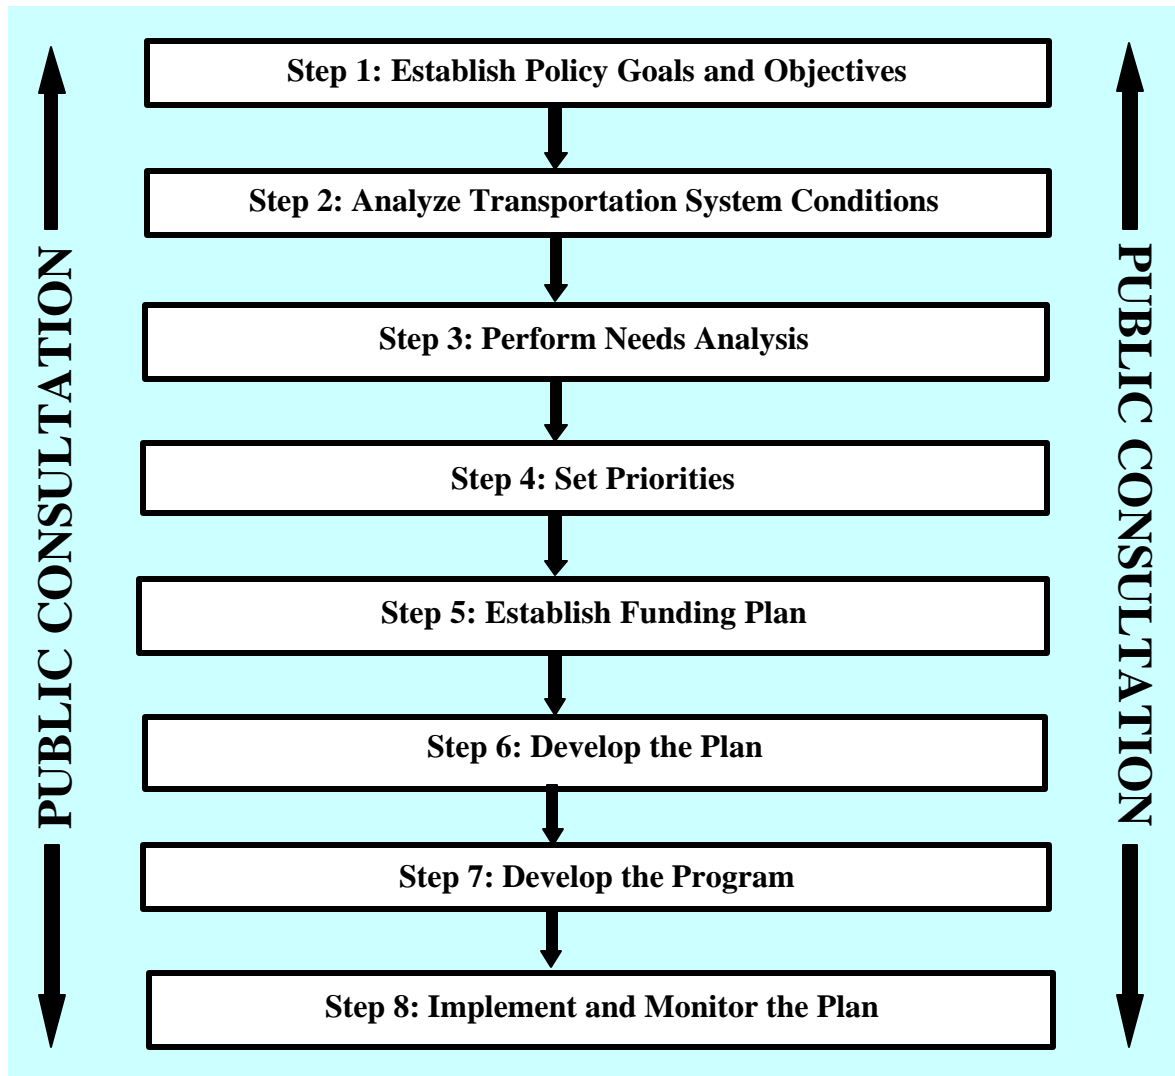 Step 1: Establish Policy Goals and Objectives
Step 2: Analyze Transportation System Conditions
Step 3: Perform Needs Analysis
Step 4: Set Priorities
Step 5: Establish Funding Plan
Step 6: Develop the Plan
Step 7: Develop the Program
Step 8: Implement and Monitor the Plan
PUBLIC CONSULTATION
PUBLIC CONSULTATION